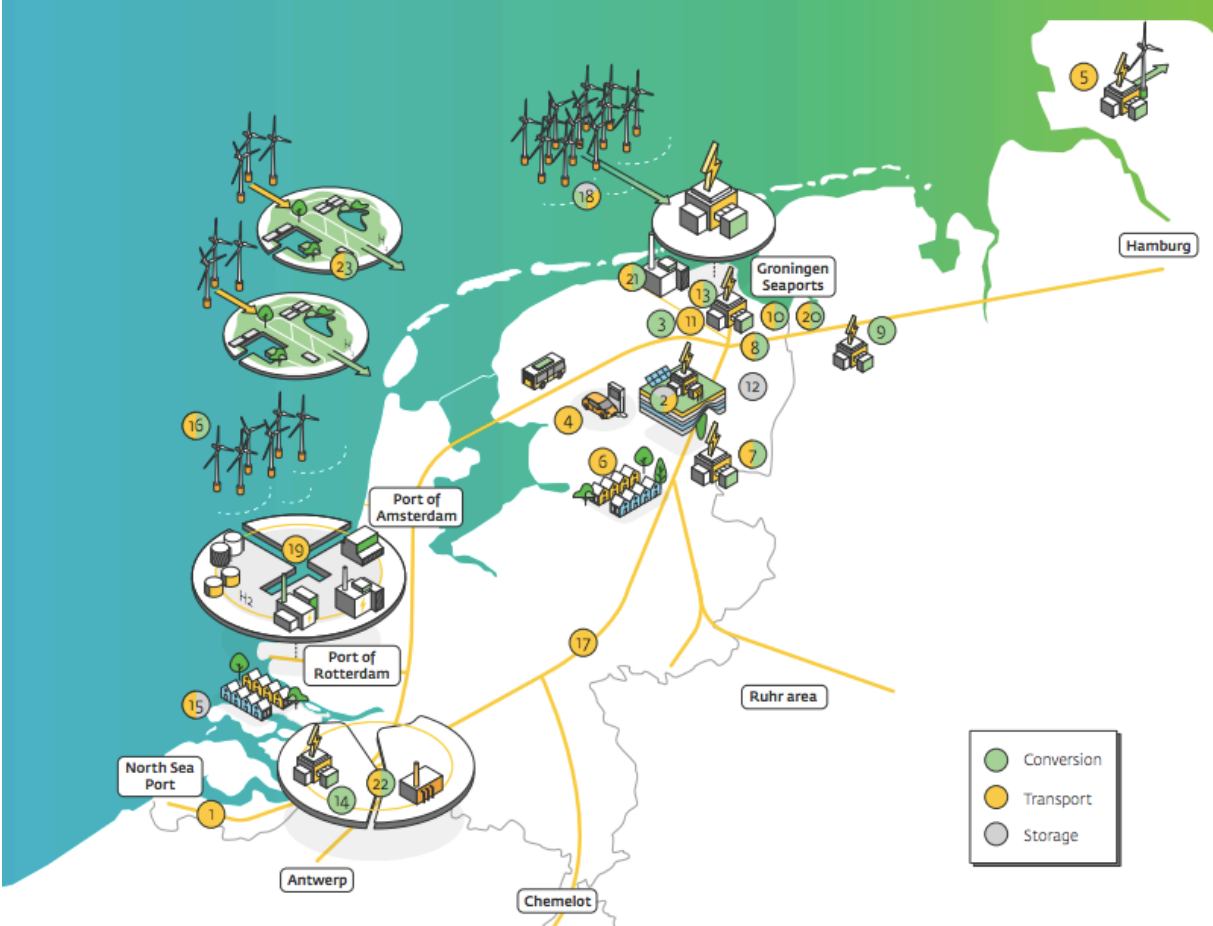 5
18
Hamburg
23
21
Groningen
Seaports
13
3
11
10
20
9
8
2
12
4
16
6
7
Port of
Amsterdam
19
H2
17
Port of
Rotterdam
15
Ruhr area
North Sea
Port
22
14
1
Antwerp
Chemelot
Conversion
Transport
Storage